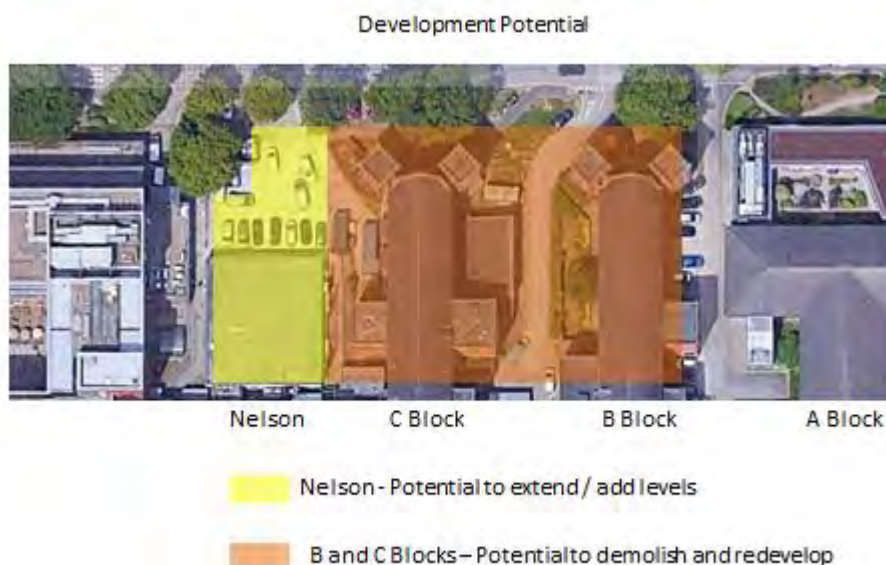 Development Potential
Nelson C Block B Block A Block
Nelson - Potential to extend / add levels
B and C Blocks – Potential to demolish and redevelop